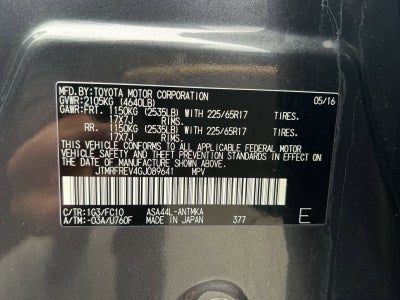 MFD.BY: TOYOTA MOTOR CORPORATION 05/16
GVWR: 2105KG (4640LB)
GAWR: FRT. 1150KG (2535LB) WITH 225/65R17 TIRES.
17X7J RIMS.
RR. 1150KG (2535LB) WITH 225/65R17 TIRES.
17X7J RIMS.
THIS VEHICLE CONFORMS TO ALL APPLICABLE FEDERAL MOTOR
VEHICLE SAFETY, BUMPER, AND THEFT PREVENTION STANDARDS IN
EFFECT ON THE DATE OF MANUFACTURE SHOWN ABOVE.
JTMRFREV4GJ089641 MPV
C/TR: 1G3/FC10 ASA44L-ANTMKA E
A/TM: -03A/U760F MADE IN JAPAN 377